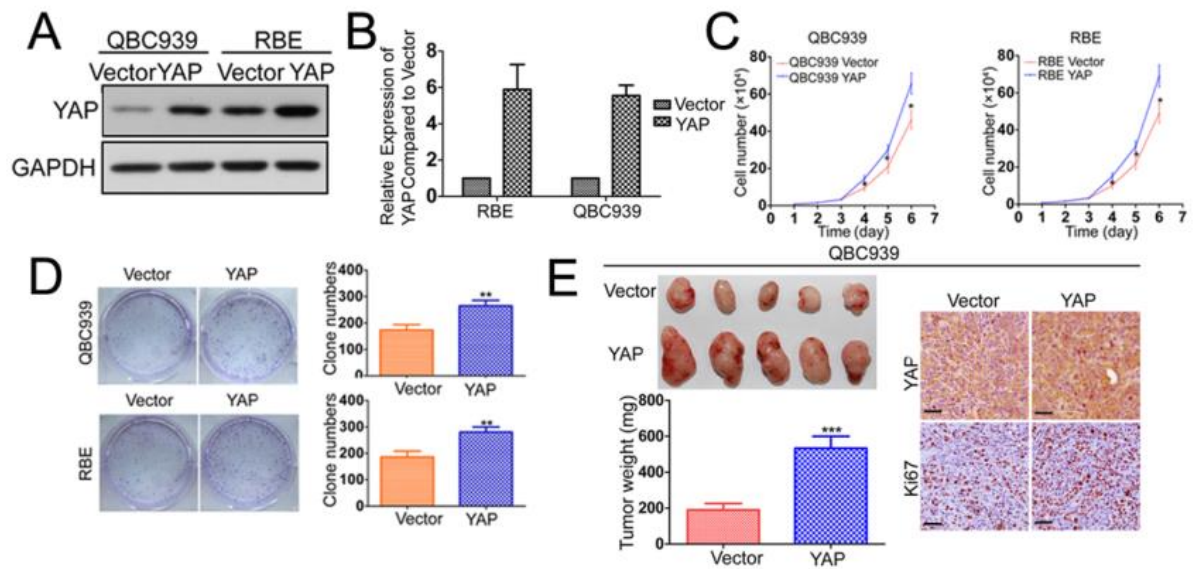 A
QBC939 RBE
VectorYAP Vector YAP
YAP
GAPDH
B
Relative Expression of
YAP Compared to Vector
8
6
4
2
0
RBE QBC939
Vector
YAP
C
QBC939
QBC939 Vector
QBC939 YAP
Cell number (×10⁴)
80
60
40
20
0
0 1 2 3 4 5 6 7
Time (day)
* * *
RBE
RBE Vector
RBE YAP
Cell number (×10⁴)
80
60
40
20
0
0 1 2 3 4 5 6 7
Time (day)
* * *
D
Vector YAP
QBC939
Clone numbers
400
300
200
100
0
**
Vector YAP
Vector YAP
RBE
Clone numbers
400
300
200
100
0
**
Vector YAP
E
QBC939
Vector
YAP
Tumor weight (mg)
800
600
400
200
0
***
Vector YAP
Vector YAP
YAP
Ki67